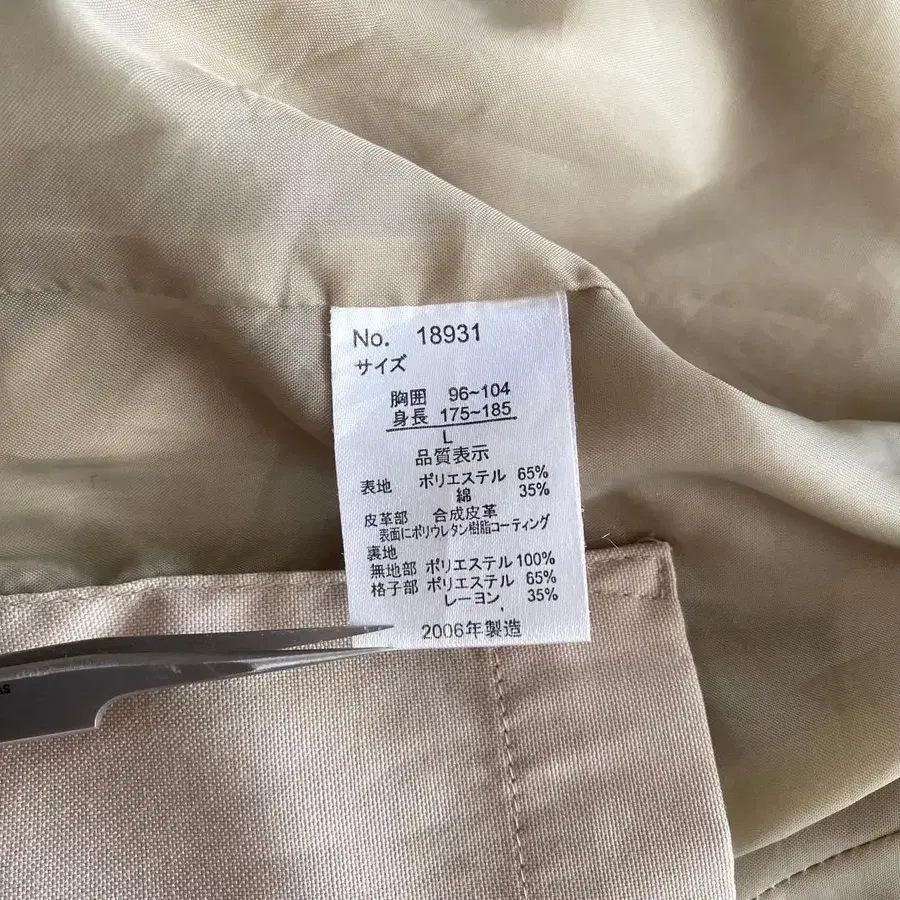 No. 18931
サイズ
胸囲 96~104
身長 175~185
L
品質表示
表地 ポリエステル 65%
綿 35%
皮革部 合成皮革
表面にポリウレタン樹脂コーティング
裏地
無地部 ポリエステル 100%
格子部 ポリエステル 65%
レーヨン 35%
2006年製造